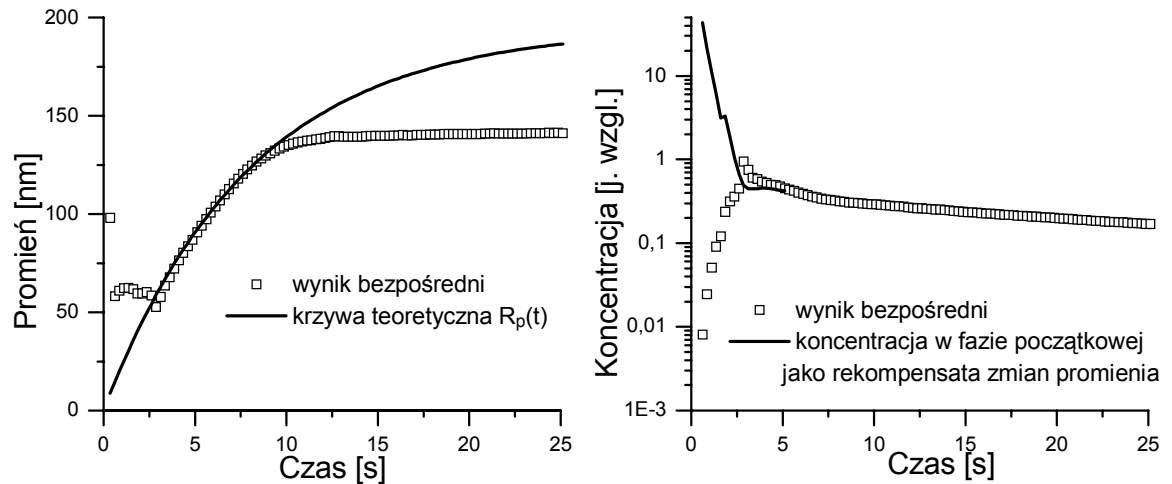 200
150
100
50
0
Promień [nm]
0
5
10
15
20
25
Czas [s]
wynik bezpośredni
krzywa teoretyczna Rp(t)
10
1
0,1
0,01
1E-3
Koncentracja [j. wzgl.]
0
5
10
15
20
25
Czas [s]
wynik bezpośredni
koncentracja w fazie początkowej
jako rekompensata zmian promienia